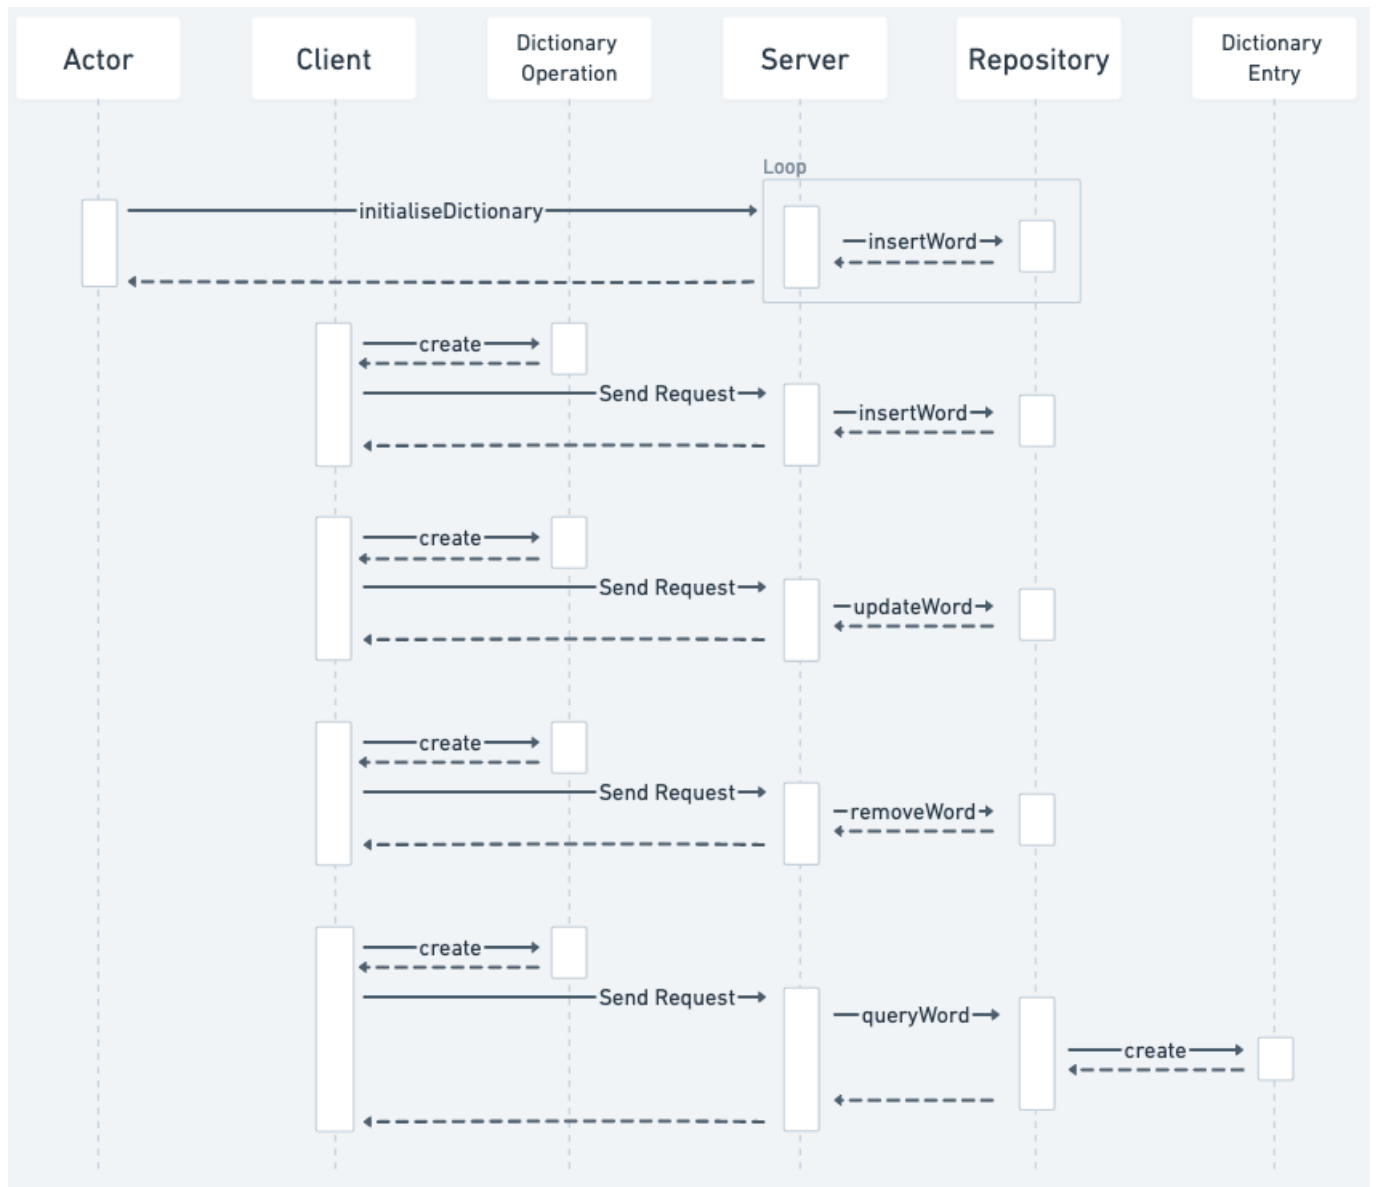 Actor
Client
Dictionary
Operation
Server
Repository
Dictionary
Entry
Loop
initialiseDictionary
insertWord
create
Send Request
insertWord
create
Send Request
updateWord
create
Send Request
removeWord
create
Send Request
queryWord
create